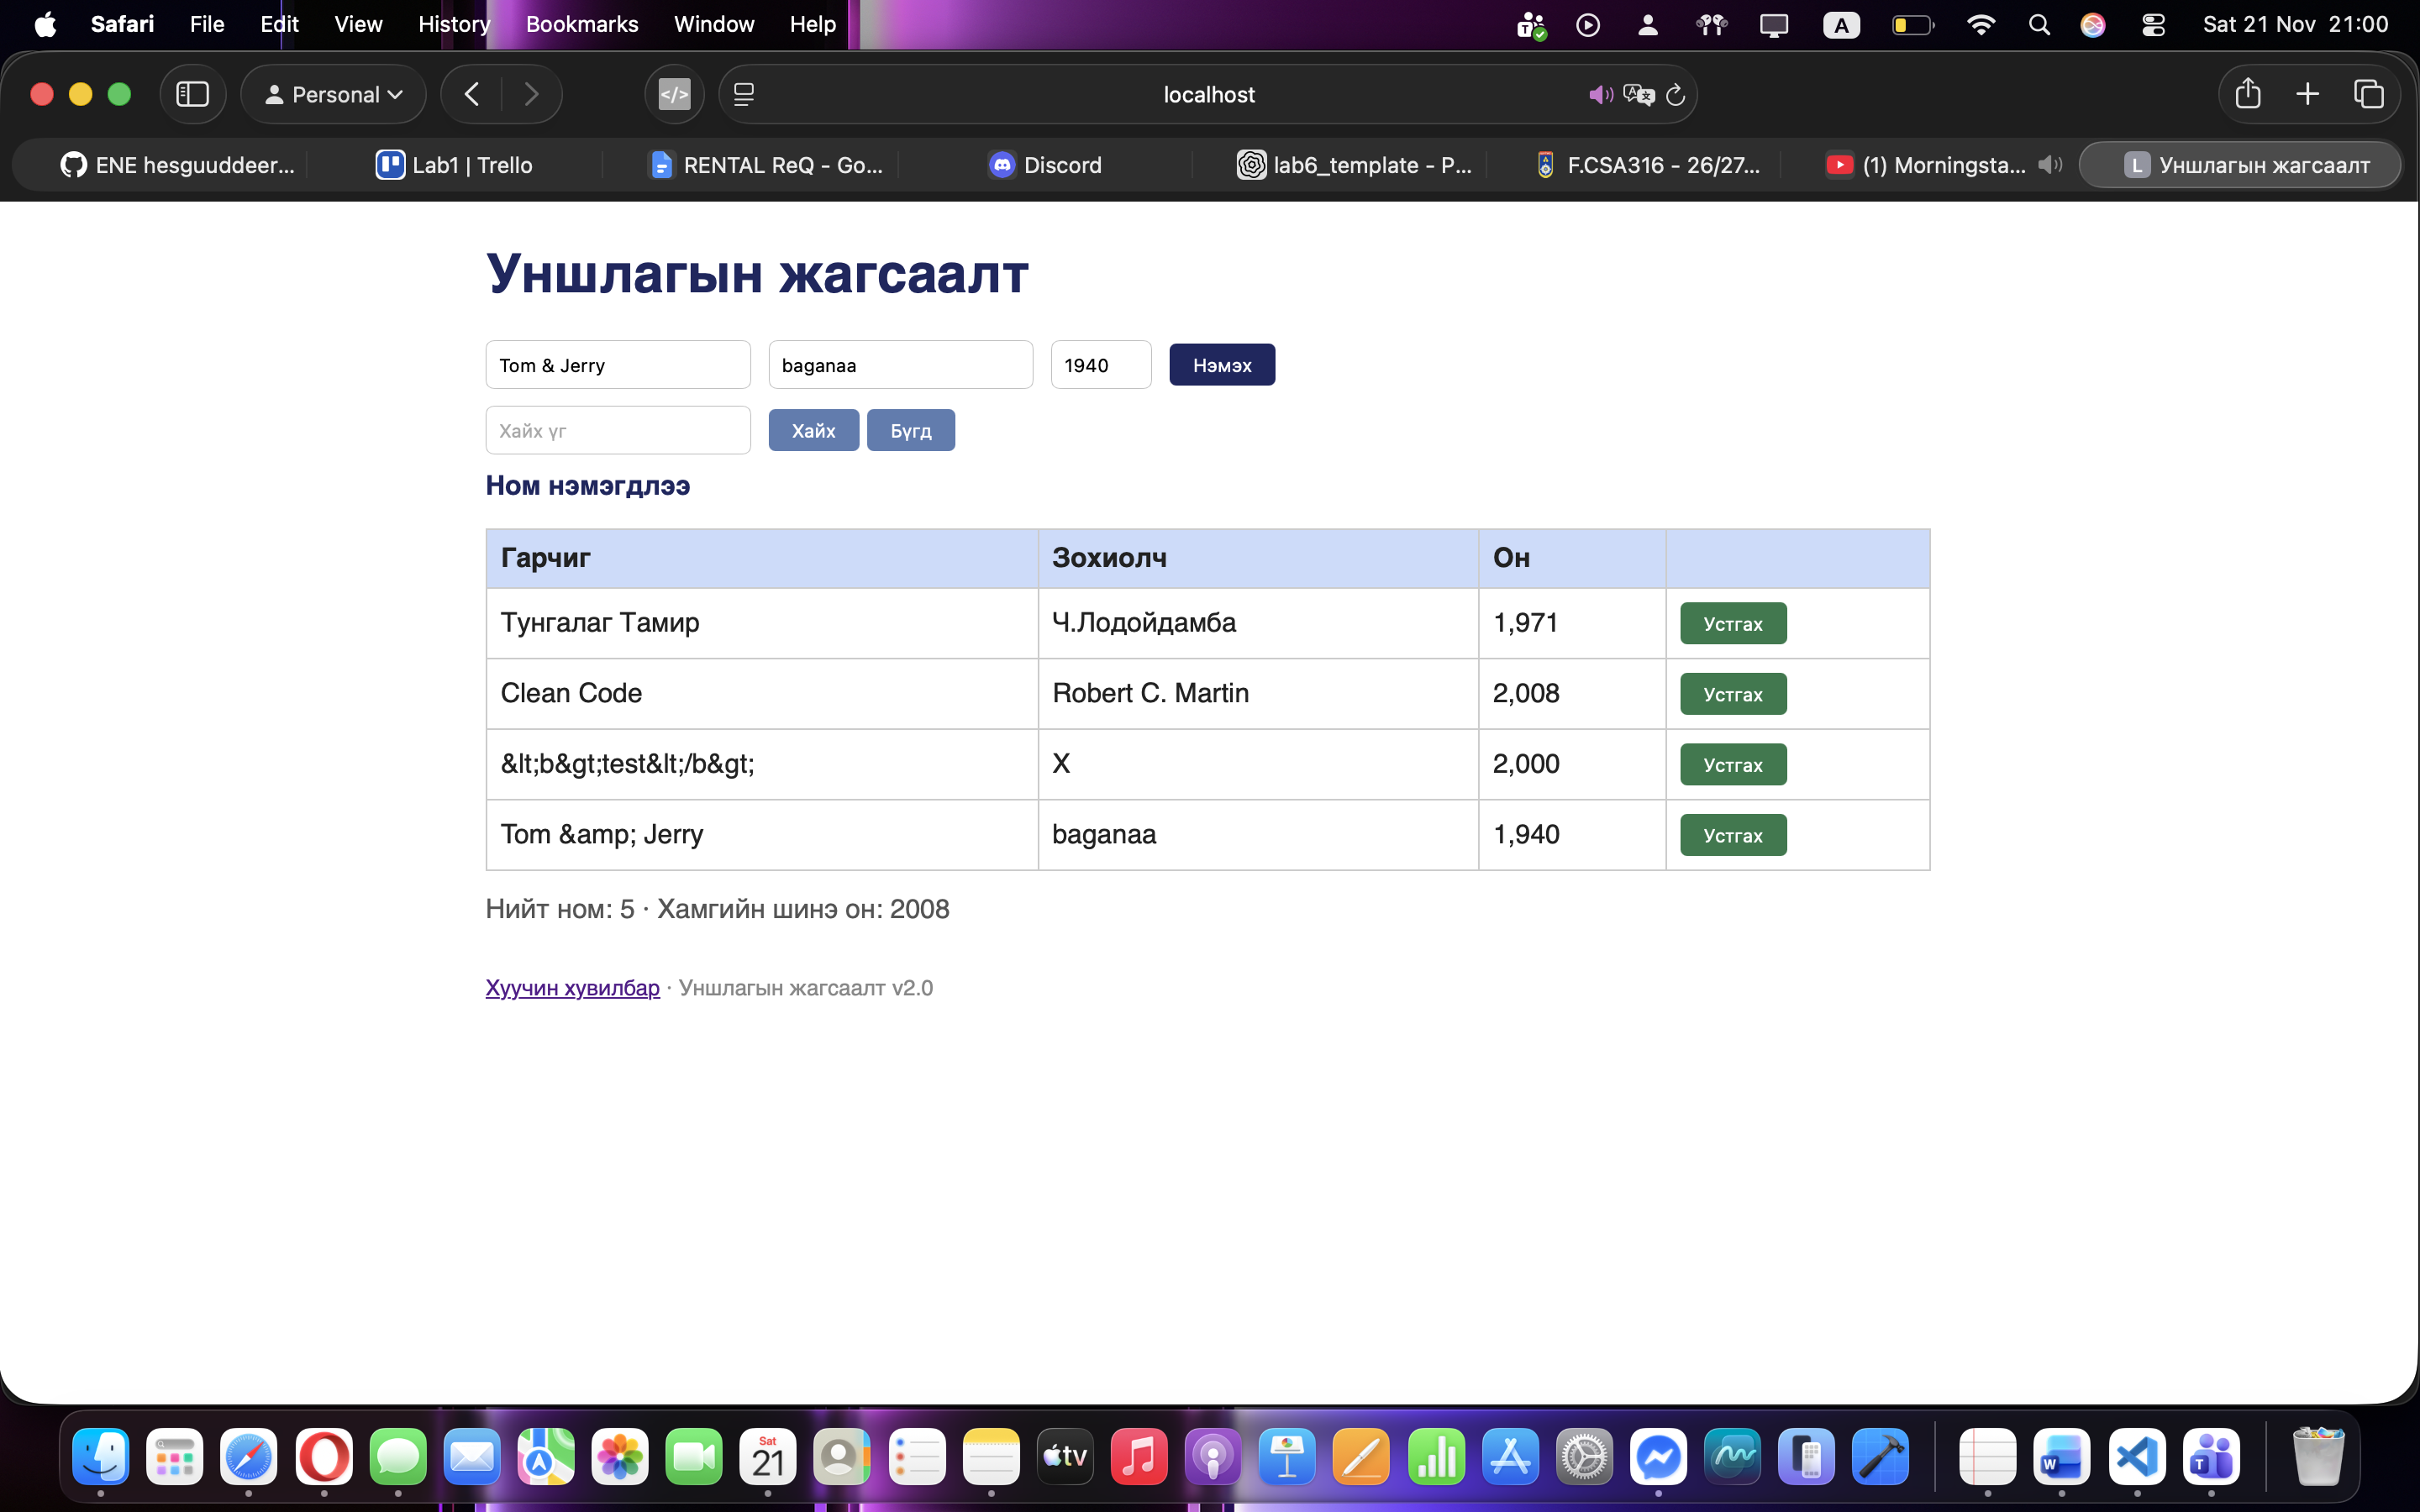 Safari File Edit View History Bookmarks Window Help A Sat 21 Nov 21:00
Personal </> localhost
ENE hesguuddeer... Lab1 | Trello RENTAL ReQ - Go... Discord lab6_template - P... F.CSA316 - 26/27... (1) Morningsta... L Уншлагын жагсаалт
Уншлагын жагсаалт
Tom & Jerry baganaa 1940 Нэмэх
Хайх үг Хайх Бүгд
Ном нэмэгдлээ
Гарчиг Зохиолч Он
Тунгалаг Тамир Ч.Лодойдамба 1,971 Устгах
Clean Code Robert C. Martin 2,008 Устгах
&lt;b&gt;test&lt;/b&gt; X 2,000 Устгах
Tom &amp; Jerry baganaa 1,940 Устгах
Нийт ном: 5 · Хамгийн шинэ он: 2008
Хуучин хувилбар · Уншлагын жагсаалт v2.0
Sat
21
tv
W
T